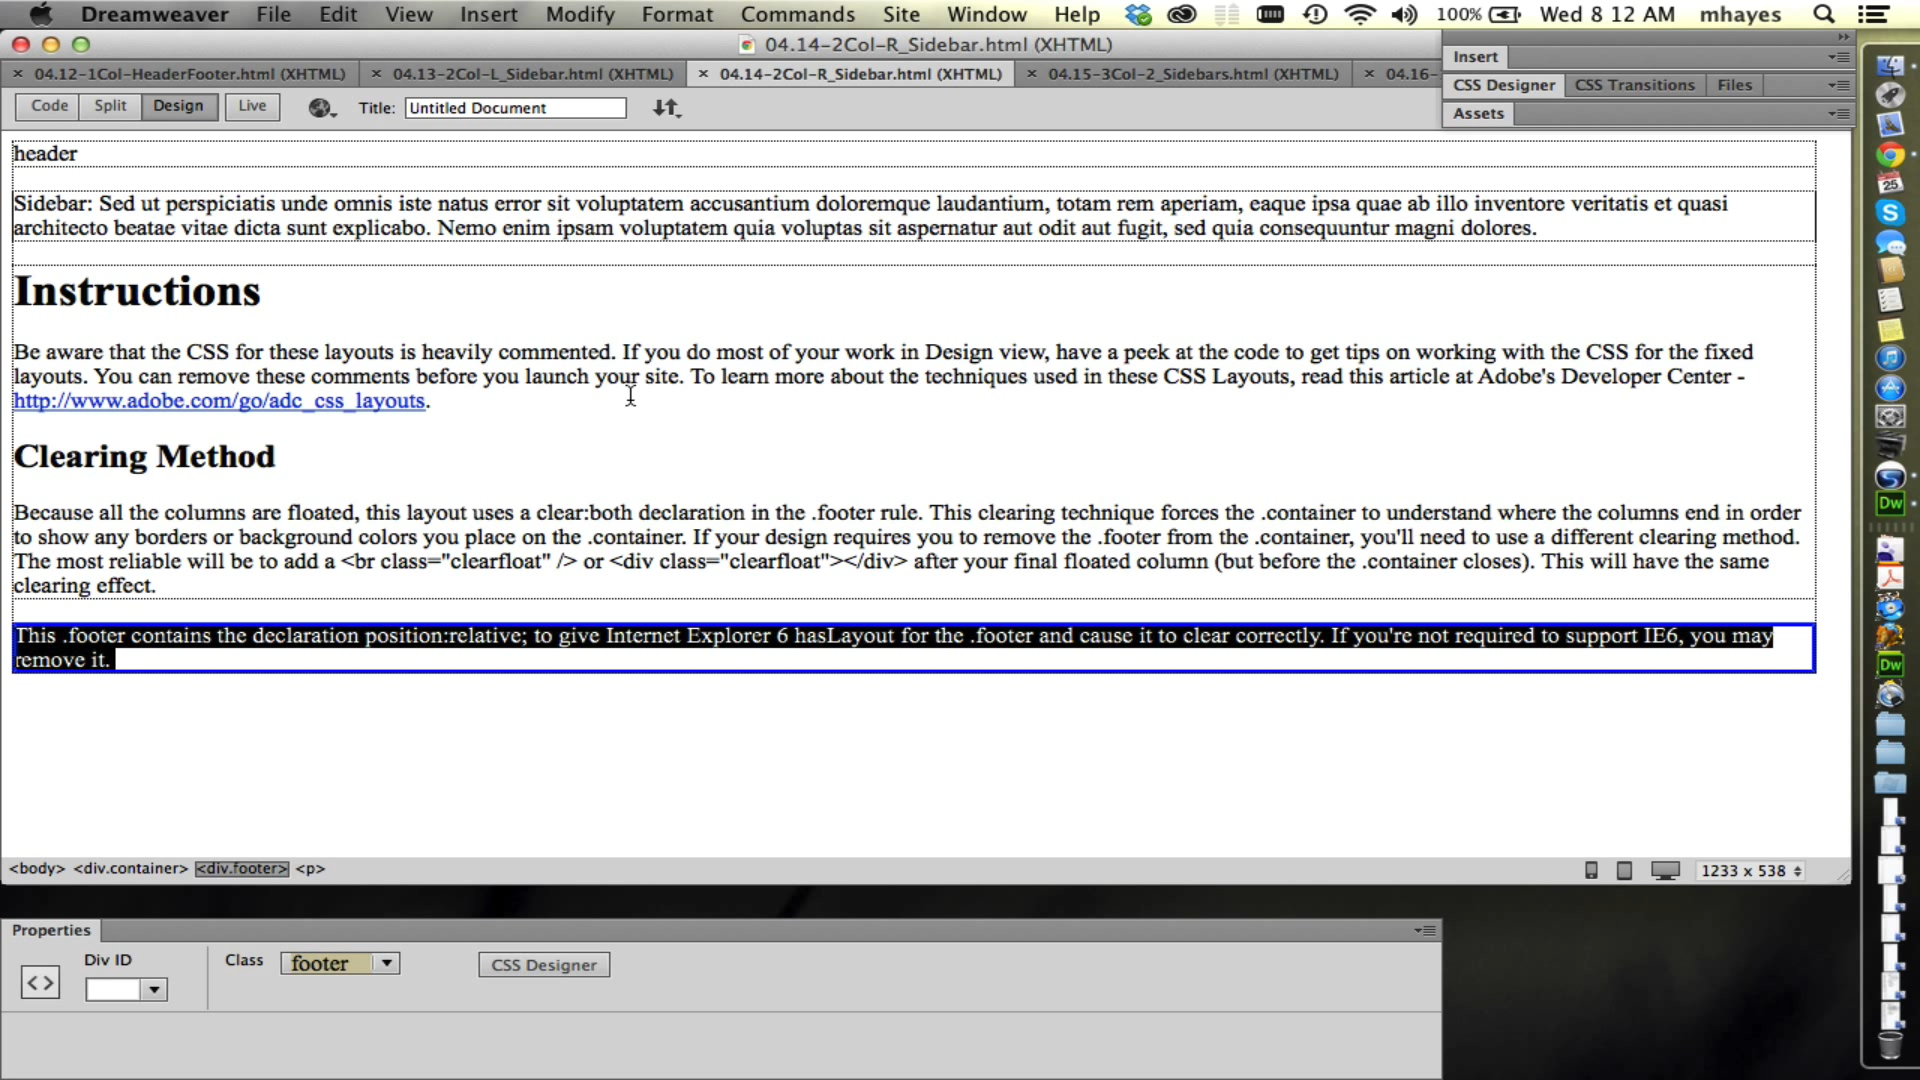 Dreamweaver File Edit View Insert Modify Format Commands Site Window Help 100% Wed 8 12 AM mhayes
04.14-2Col-R_Sidebar.html (XHTML)
04.12-1Col-HeaderFooter.html (XHTML) 04.13-2Col-L_Sidebar.html (XHTML) 04.14-2Col-R_Sidebar.html (XHTML) 04.15-3Col-2_Sidebars.html (XHTML) 04.16-
Insert
CSS Designer CSS Transitions Files
Assets
Code Split Design Live Title: Untitled Document
header
Sidebar: Sed ut perspiciatis unde omnis iste natus error sit voluptatem accusantium doloremque laudantium, totam rem aperiam, eaque ipsa quae ab illo inventore veritatis et quasi
architecto beatae vitae dicta sunt explicabo. Nemo enim ipsam voluptatem quia voluptas sit aspernatur aut odit aut fugit, sed quia consequuntur magni dolores.
Instructions
Be aware that the CSS for these layouts is heavily commented. If you do most of your work in Design view, have a peek at the code to get tips on working with the CSS for the fixed
layouts. You can remove these comments before you launch your site. To learn more about the techniques used in these CSS Layouts, read this article at Adobe's Developer Center -
http://www.adobe.com/go/adc_css_layouts.
Clearing Method
Because all the columns are floated, this layout uses a clear:both declaration in the .footer rule. This clearing technique forces the .container to understand where the columns end in order
to show any borders or background colors you place on the .container. If your design requires you to remove the .footer from the .container, you'll need to use a different clearing method.
The most reliable will be to add a <br class="clearfloat" /> or <div class="clearfloat"></div> after your final floated column (but before the .container closes). This will have the same
clearing effect.
This .footer contains the declaration position:relative; to give Internet Explorer 6 hasLayout for the .footer and cause it to clear correctly. If you're not required to support IE6, you may
remove it.
<body> <div.container> <div.footer> <p> 1233 x 538
Properties
Div ID Class footer CSS Designer
25
Dw
Dw